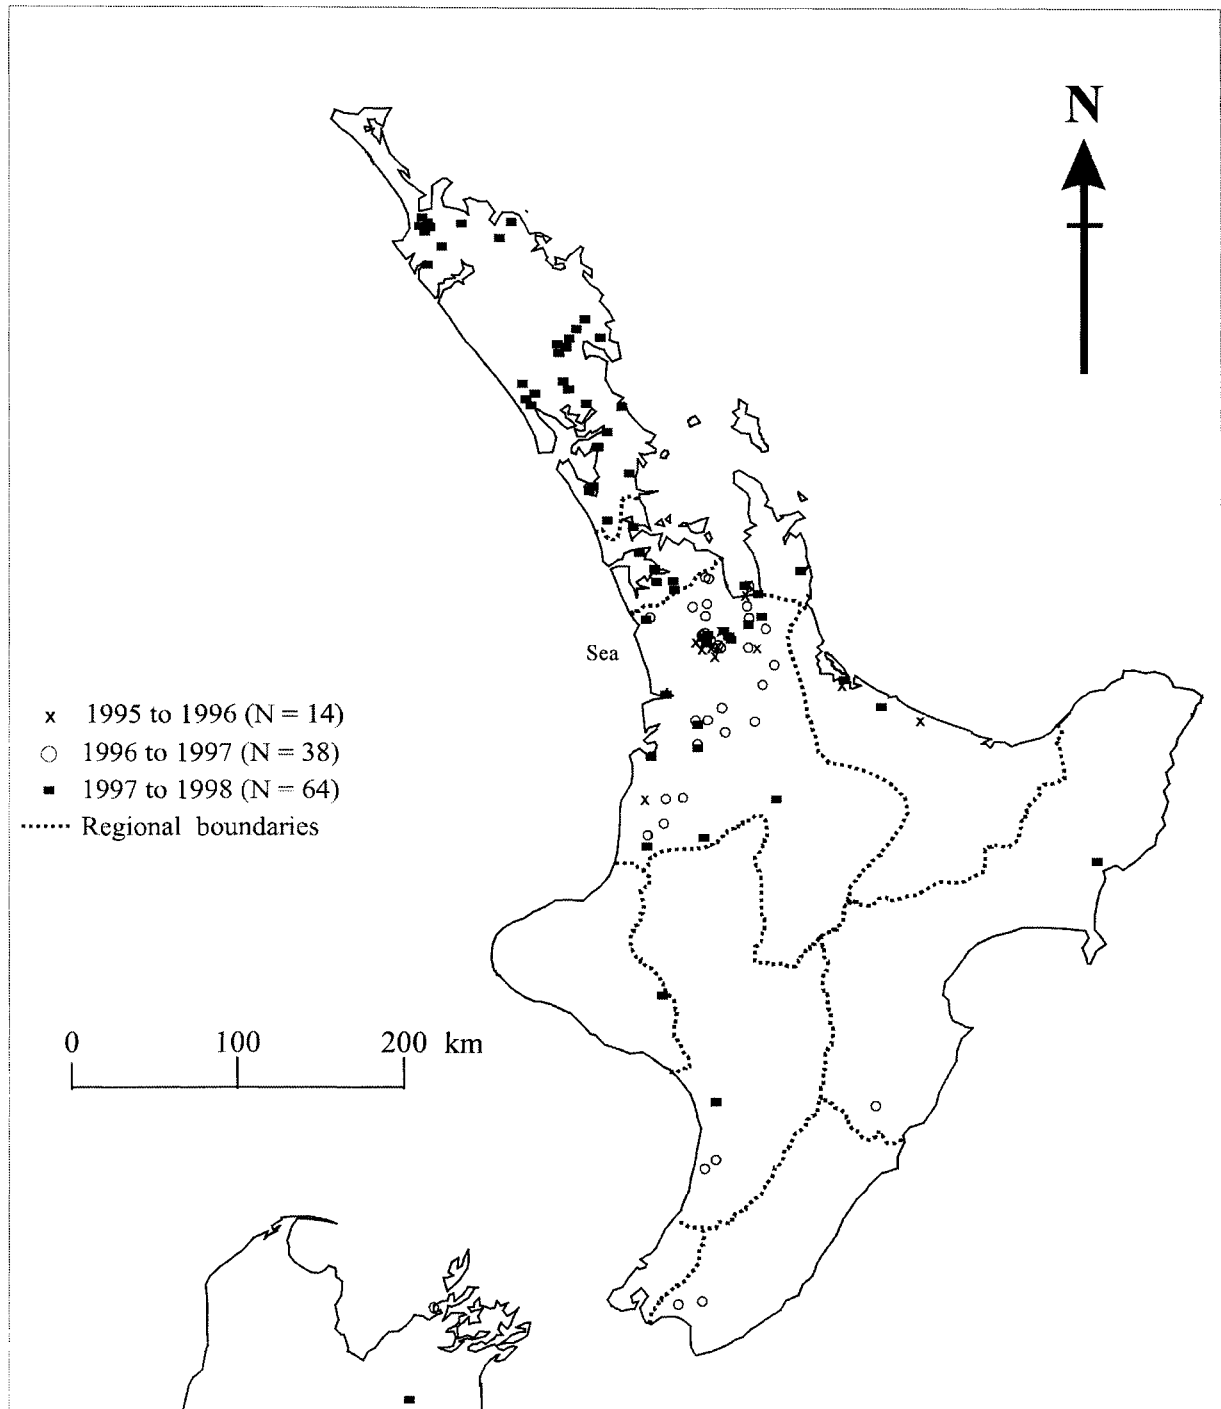 N
Sea
x 1995 to 1996 (N = 14)
1996 to 1997 (N = 38)
1997 to 1998 (N = 64)
Regional boundaries
0 100 200 km